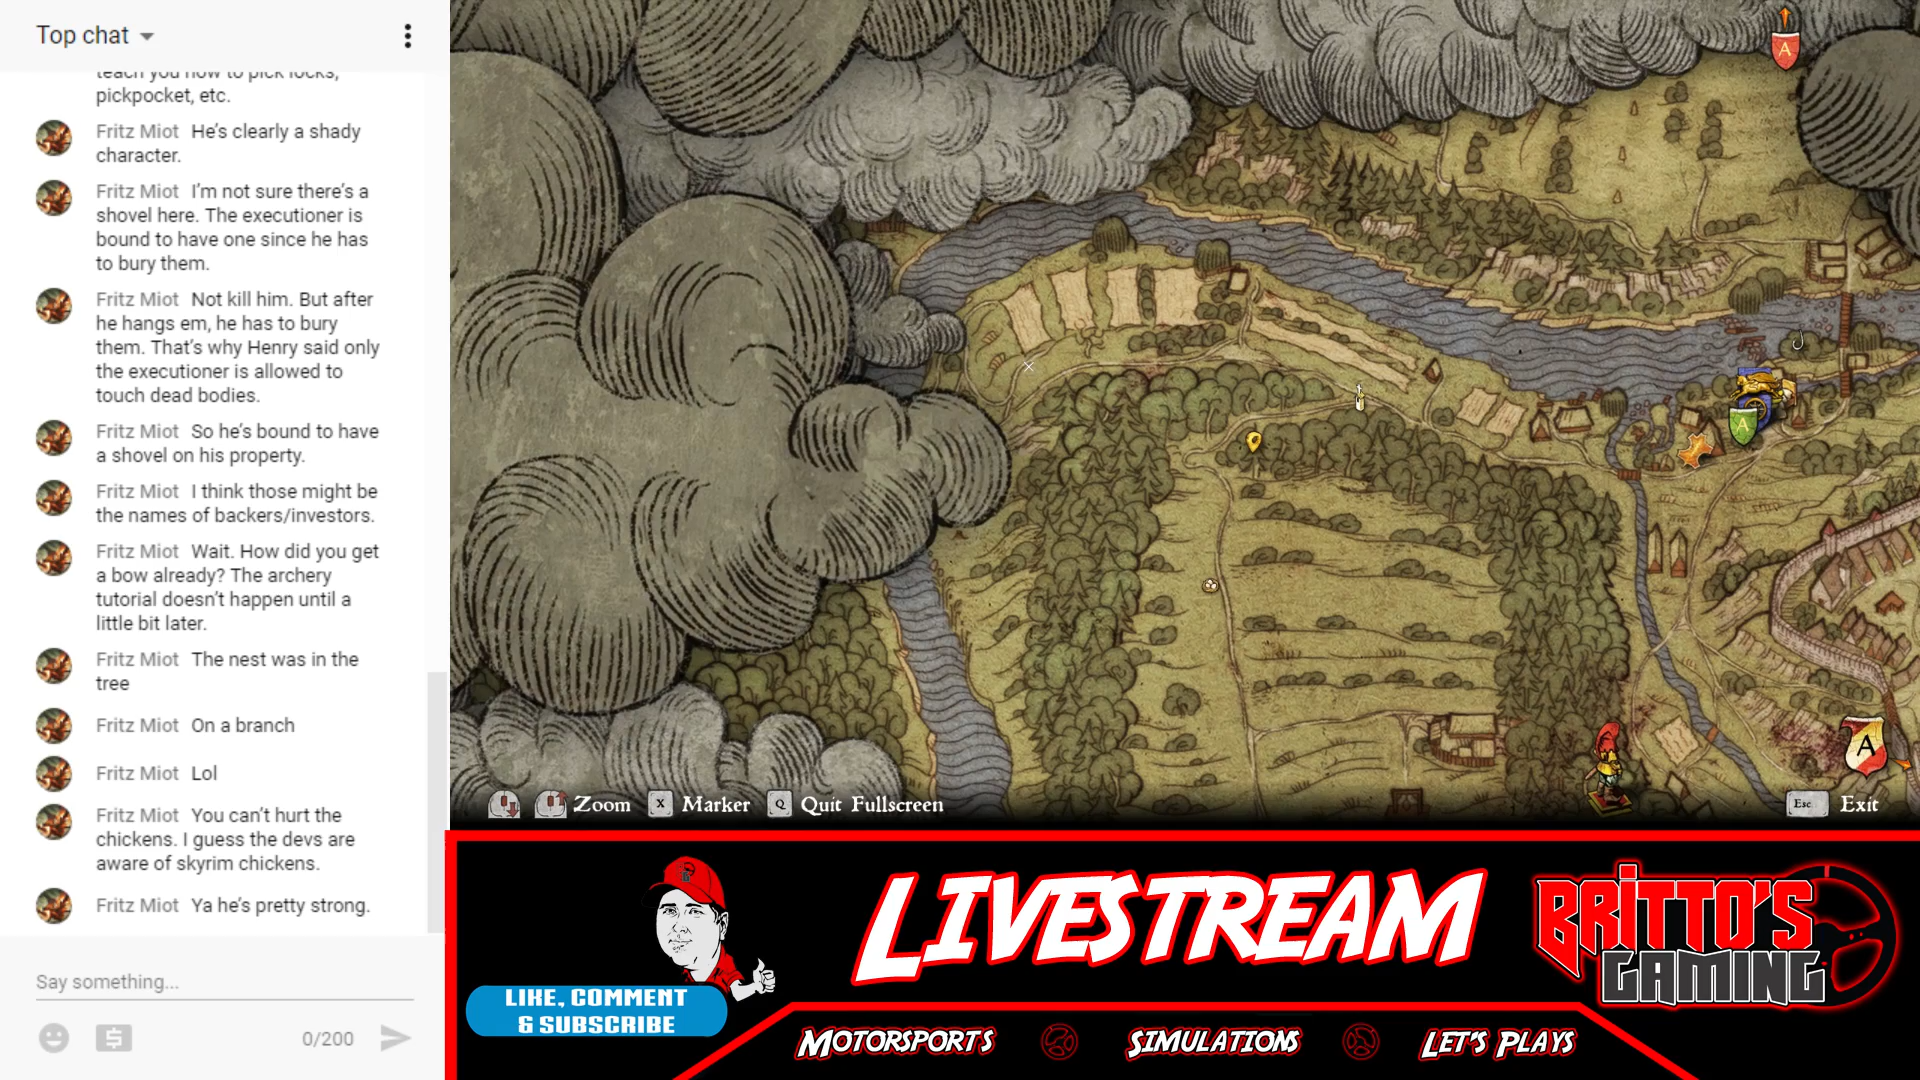 Top chat
teach you how to pick locks,
pickpocket, etc.
Fritz Miot He's clearly a shady
character.
Fritz Miot I'm not sure there's a
shovel here. The executioner is
bound to have one since he has
to bury them.
Fritz Miot Not kill him. But after
he hangs em, he has to bury
them. That's why Henry said only
the executioner is allowed to
touch dead bodies.
Fritz Miot So he's bound to have
a shovel on his property.
Fritz Miot I think those might be
the names of backers/investors.
Fritz Miot Wait. How did you get
a bow already? The archery
tutorial doesn't happen until a
little bit later.
Fritz Miot The nest was in the
tree
Fritz Miot On a branch
Fritz Miot Lol
Fritz Miot You can't hurt the
chickens. I guess the devs are
aware of skyrim chickens.
Fritz Miot Ya he's pretty strong.
Say something...
0/200
A
A
A
Zoom X Marker Q Quit Fullscreen
Esc Exit
LIKE, COMMENT
& SUBSCRIBE
LIVESTREAM
BRITTO'S
GAMING
MOTORSPORTS SIMULATIONS LET'S PLAYS